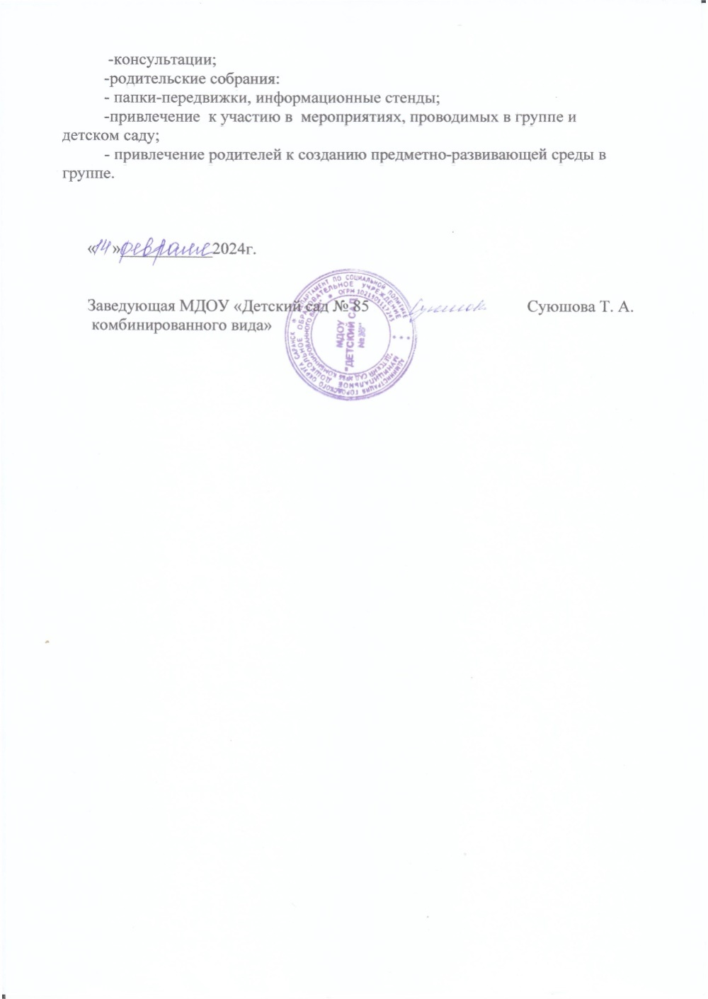 -консультации;
-родительские собрания:
- папки-передвижки, информационные стенды;
-привлечение к участию в мероприятиях, проводимых в группе и
детском саду;
- привлечение родителей к созданию предметно-развивающей среды в
группе.
«14»февраля 2024г.
Заведующая МДОУ «Детский сад № 85 Суюшова Т. А.
комбинированного вида»
АДМИНИСТРАЦИЯ ГОРОДСКОГО ОКРУГА САРАНСК * ДЕПАРТАМЕНТ ПО СОЦИАЛЬНОЙ ПОЛИТИКЕ
МУНИЦИПАЛЬНОЕ ДОШКОЛЬНОЕ ОБРАЗОВАТЕЛЬНОЕ УЧРЕЖДЕНИЕ
"ДЕТСКИЙ САД №85 КОМБИНИРОВАННОГО ВИДА" * ОГРН
МДОУ
"ДЕТСКИЙ САД
№85"